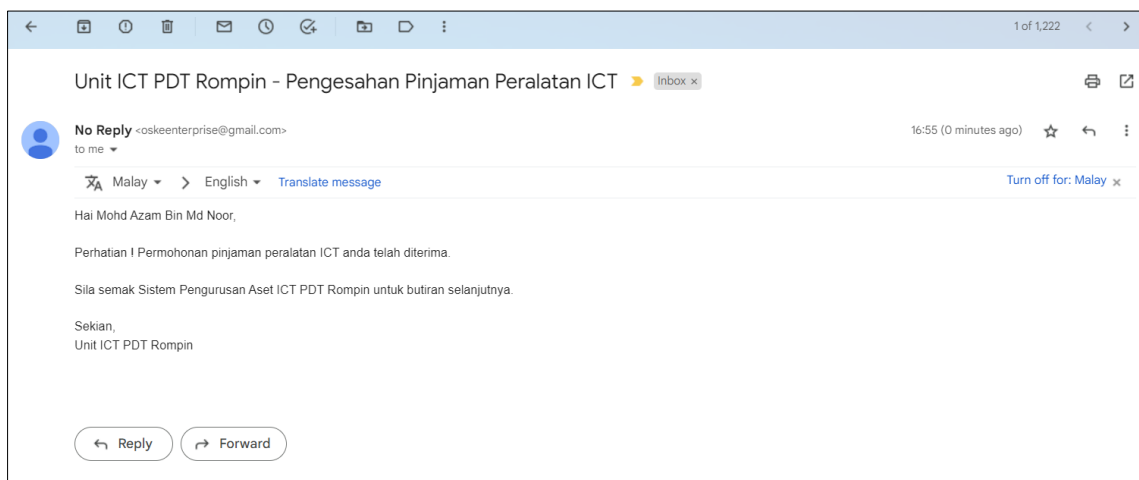 1 of 1,222
Unit ICT PDT Rompin - Pengesahan Pinjaman Peralatan ICT Inbox ×
No Reply <oskeenterprise@gmail.com> 16:55 (0 minutes ago)
to me
Malay > English Translate message Turn off for: Malay ×
Hai Mohd Azam Bin Md Noor,
Perhatian ! Permohonan pinjaman peralatan ICT anda telah diterima.
Sila semak Sistem Pengurusan Aset ICT PDT Rompin untuk butiran selanjutnya.
Sekian,
Unit ICT PDT Rompin
Reply Forward